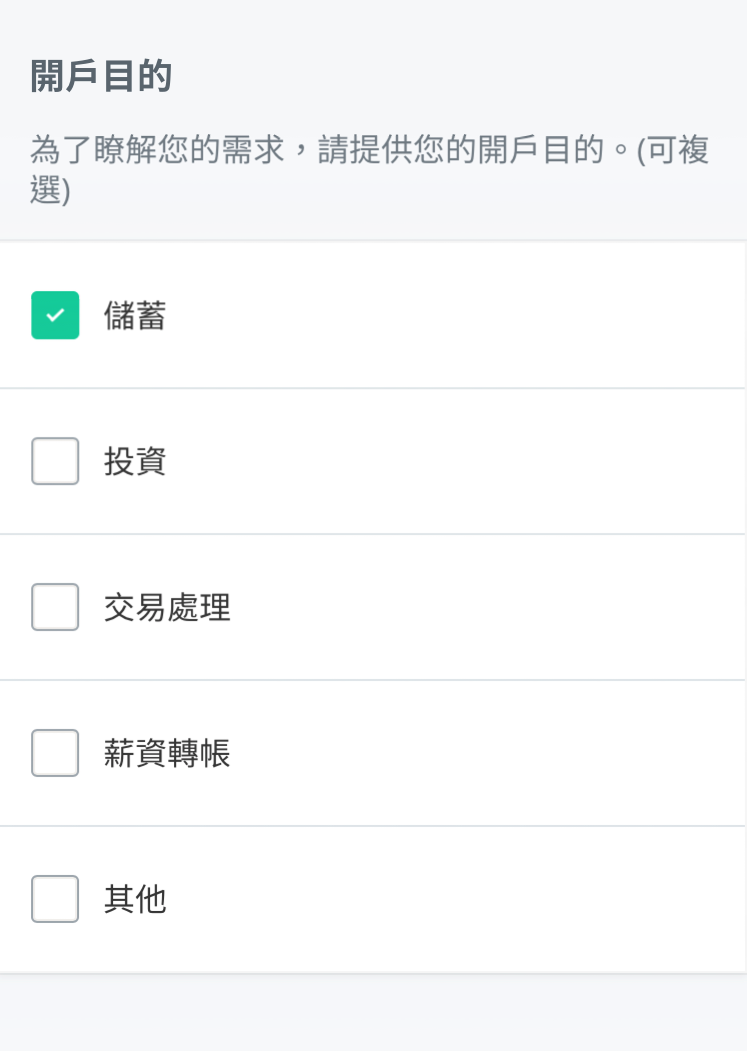 開戶目的
為了瞭解您的需求，請提供您的開戶目的。(可複
選)
儲蓄
投資
交易處理
薪資轉帳
其他